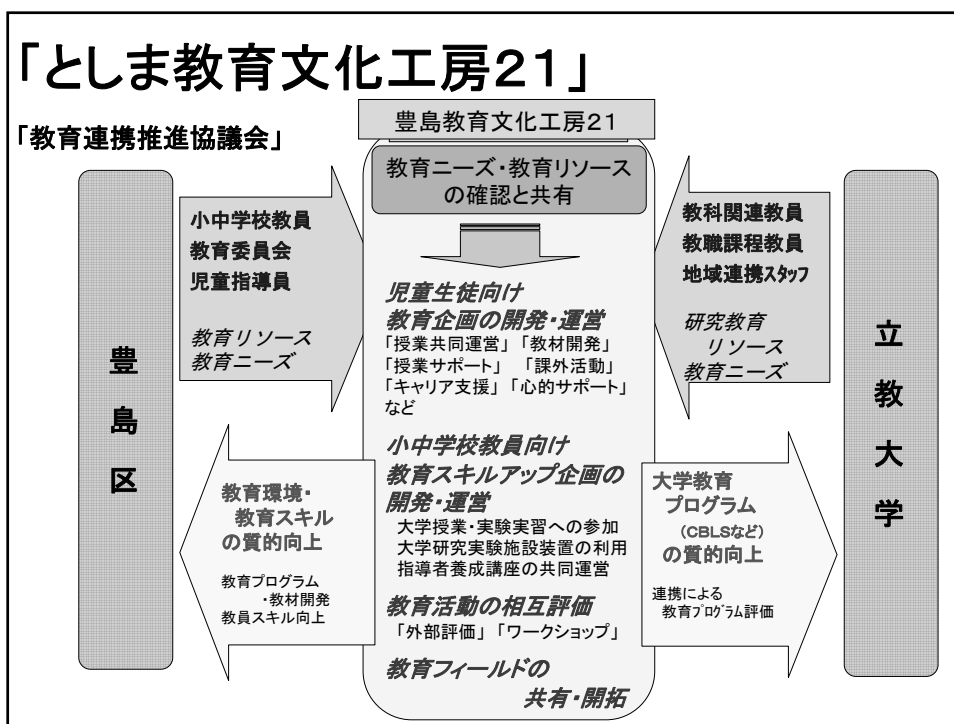 「としま教育文化工房21」
「教育連携推進協議会」
豊島教育文化工房21
教育ニーズ・教育リソース
の確認と共有
豊島区
小中学校教員
教育委員会
児童指導員
教育リソース
教育ニーズ
教育環境・
教育スキル
の質的向上
教育プログラム
・教材開発
教員スキル向上
児童生徒向け
教育企画の開発・運営
「授業共同運営」 「教材開発」
「授業サポート」 「課外活動」
「キャリア支援」 「心的サポート」
など
小中学校教員向け
教育スキルアップ企画の
開発・運営
大学授業・実験実習への参加
大学研究実験施設装置の利用
指導者養成講座の共同運営
教育活動の相互評価
「外部評価」 「ワークショップ」
教育フィールドの
共有・開拓
教科関連教員
教職課程教員
地域連携スタッフ
研究教育
リソース
教育ニーズ
大学教育
プログラム
(CBLSなど)
の質的向上
連携による
教育プログラム評価
立教大学